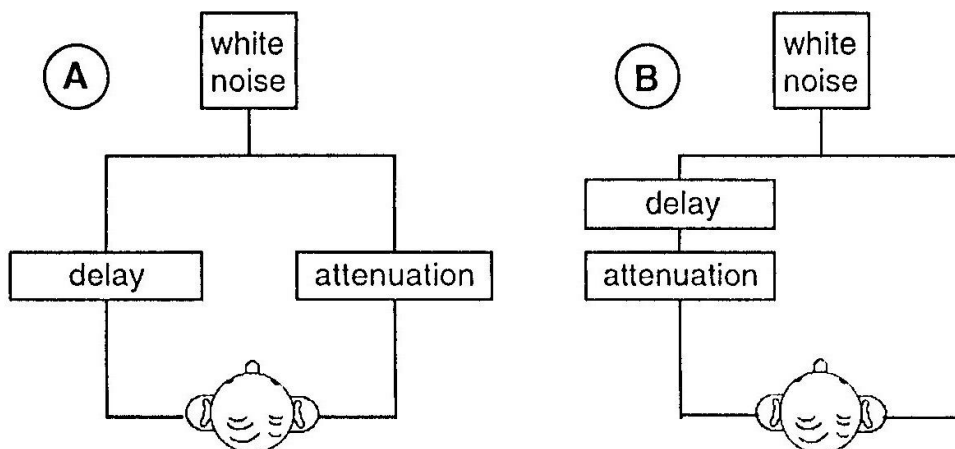 A
white
noise
delay
attenuation
B
white
noise
delay
attenuation